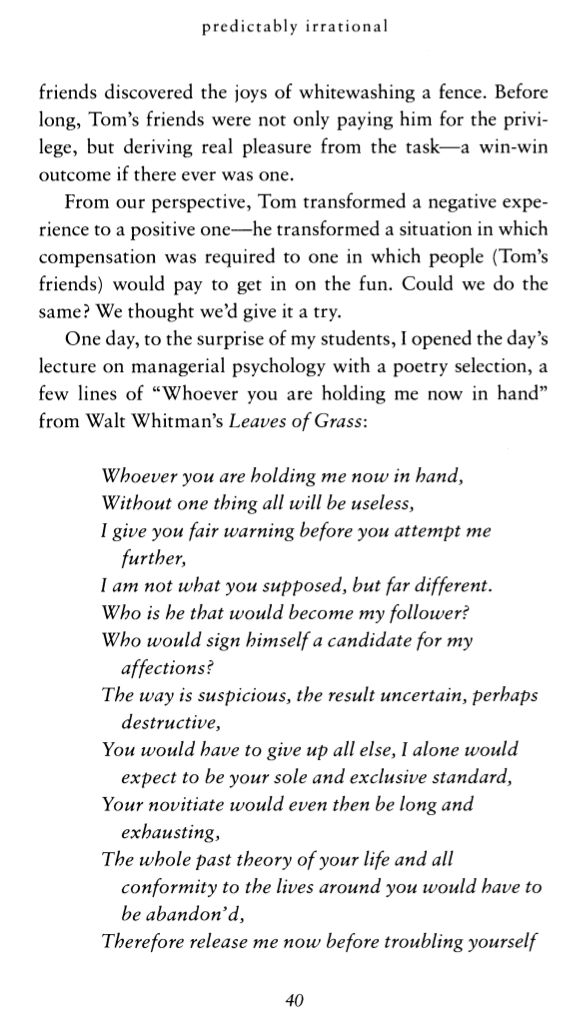 predictably irrational
friends discovered the joys of whitewashing a fence. Before
long, Tom's friends were not only paying him for the privi-
lege, but deriving real pleasure from the task—a win-win
outcome if there ever was one.
From our perspective, Tom transformed a negative expe-
rience to a positive one—he transformed a situation in which
compensation was required to one in which people (Tom's
friends) would pay to get in on the fun. Could we do the
same? We thought we'd give it a try.
One day, to the surprise of my students, I opened the day's
lecture on managerial psychology with a poetry selection, a
few lines of "Whoever you are holding me now in hand"
from Walt Whitman's Leaves of Grass:
Whoever you are holding me now in hand,
Without one thing all will be useless,
I give you fair warning before you attempt me
further,
I am not what you supposed, but far different.
Who is he that would become my follower?
Who would sign himself a candidate for my
affections?
The way is suspicious, the result uncertain, perhaps
destructive,
You would have to give up all else, I alone would
expect to be your sole and exclusive standard,
Your novitiate would even then be long and
exhausting,
The whole past theory of your life and all
conformity to the lives around you would have to
be abandon'd,
Therefore release me now before troubling yourself
40